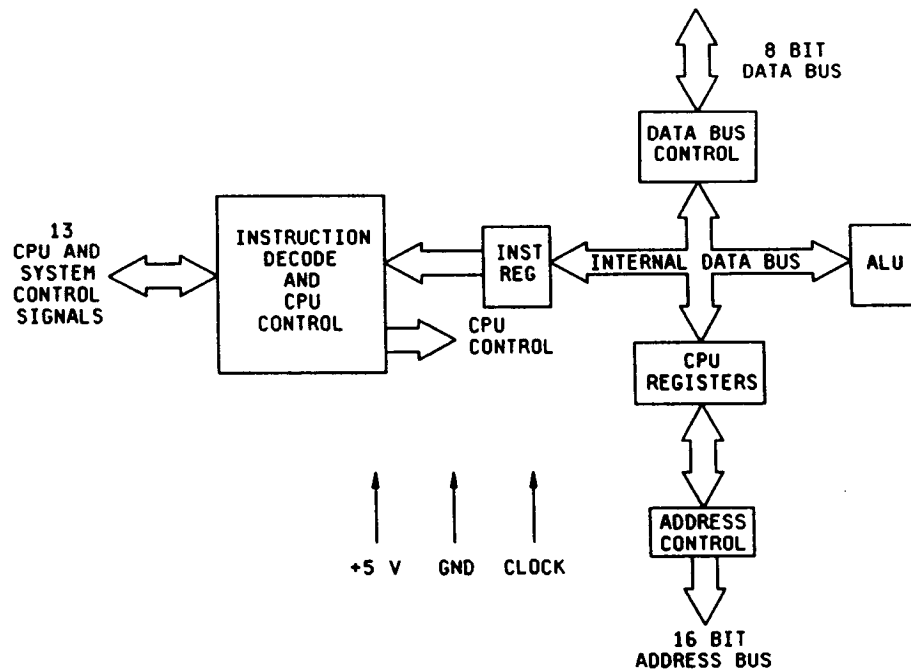 8 BIT
DATA BUS
DATA BUS
CONTROL
13
CPU AND
SYSTEM
CONTROL
SIGNALS
INSTRUCTION
DECODE
AND
CPU
CONTROL
INST
REG
INTERNAL DATA BUS
ALU
CPU
CONTROL
CPU
REGISTERS
ADDRESS
CONTROL
+5 V
GND
CLOCK
16 BIT
ADDRESS BUS